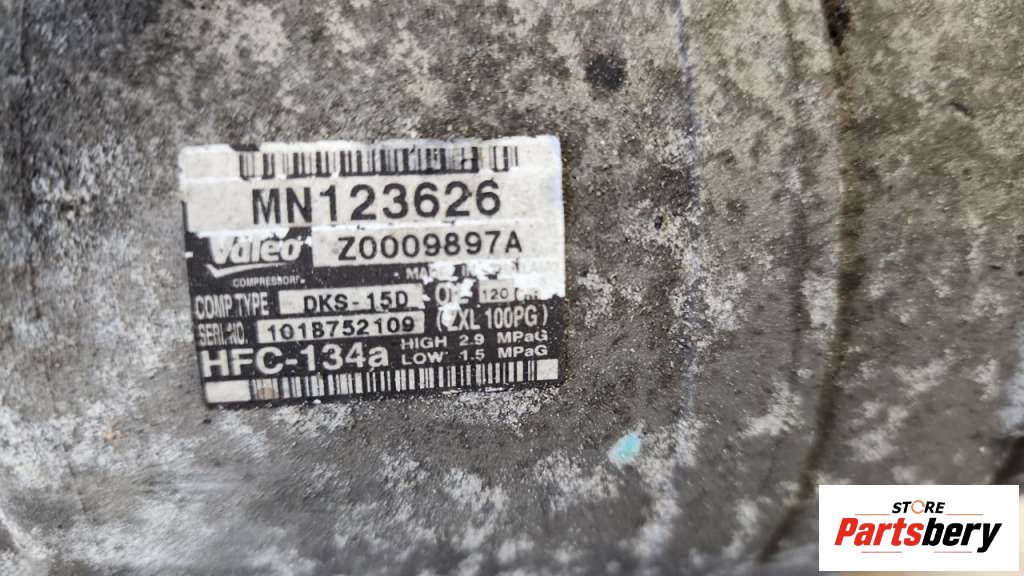 MN123626
Valeo Z0009897A
COMPRESSOR
COMP.TYPE DKS-15D 120
SERI.NO. 101B752109 (ZXL 100PG)
HFC-134a HIGH 2.9 MPaG
LOW 1.5 MPaG
STORE
Partsbery